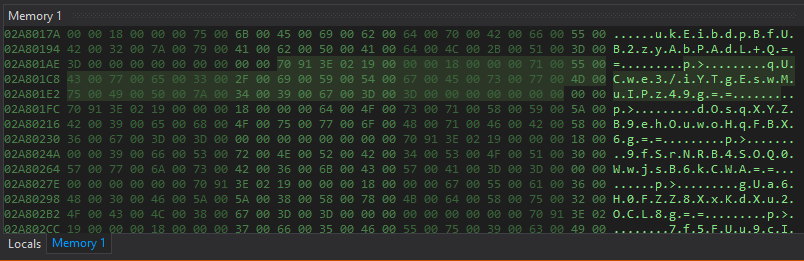 Memory 1
02A8017A 00 00 18 00 00 00 75 00 6B 00 45 00 69 00 62 00 64 00 70 00 42 00 66 00 55 00 ......u.k.E.i.b.d.p.B.f.U.
02A80194 42 00 32 00 7A 00 79 00 41 00 62 00 50 00 41 00 64 00 4C 00 2B 00 51 00 3D 00 B.2.z.y.A.b.P.A.d.L.+.Q.=.
02A801AE 3D 00 00 00 00 00 00 00 00 00 70 91 3E 02 19 00 00 00 18 00 00 00 71 00 55 00 =.........p.>.........q.U.
02A801C8 43 00 77 00 65 00 33 00 2F 00 69 00 59 00 54 00 67 00 45 00 73 00 77 00 4D 00 C.w.e.3./.i.Y.T.g.E.s.w.M.
02A801E2 75 00 49 00 50 00 7A 00 34 00 39 00 67 00 3D 00 3D 00 00 00 00 00 00 00 00 00 u.I.P.z.4.9.g.=.=.........
02A801FC 70 91 3E 02 19 00 00 00 18 00 00 00 64 00 4F 00 73 00 71 00 58 00 59 00 5A 00 p.>.........d.O.s.q.X.Y.Z.
02A80216 42 00 39 00 65 00 68 00 4F 00 75 00 77 00 6F 00 48 00 71 00 46 00 42 00 58 00 B.9.e.h.O.u.w.o.H.q.F.B.X.
02A80230 36 00 67 00 3D 00 3D 00 00 00 00 00 00 00 00 00 70 91 3E 02 19 00 00 00 18 00 6.g.=.=.........p.>.......
02A8024A 00 00 39 00 66 00 53 00 72 00 4E 00 52 00 42 00 34 00 53 00 4F 00 51 00 30 00 ..9.f.S.r.N.R.B.4.S.O.Q.0.
02A80264 57 00 77 00 6A 00 73 00 42 00 36 00 6B 00 43 00 57 00 41 00 3D 00 3D 00 00 00 W.w.j.s.B.6.k.C.W.A.=.=...
02A8027E 00 00 00 00 00 00 70 91 3E 02 19 00 00 00 18 00 00 00 67 00 55 00 61 00 36 00 ......p.>.........g.U.a.6.
02A80298 48 00 30 00 46 00 5A 00 5A 00 38 00 58 00 78 00 4B 00 64 00 58 00 75 00 32 00 H.0.F.Z.Z.8.X.x.K.d.X.u.2.
02A802B2 4F 00 43 00 4C 00 38 00 67 00 3D 00 3D 00 00 00 00 00 00 00 00 00 70 91 3E 02 O.C.L.8.g.=.=.........p.>.
02A802CC 19 00 00 00 18 00 00 00 37 00 66 00 35 00 46 00 55 00 75 00 39 00 63 00 49 00 ........7.f.5.F.U.u.9.c.I.
Locals Memory 1